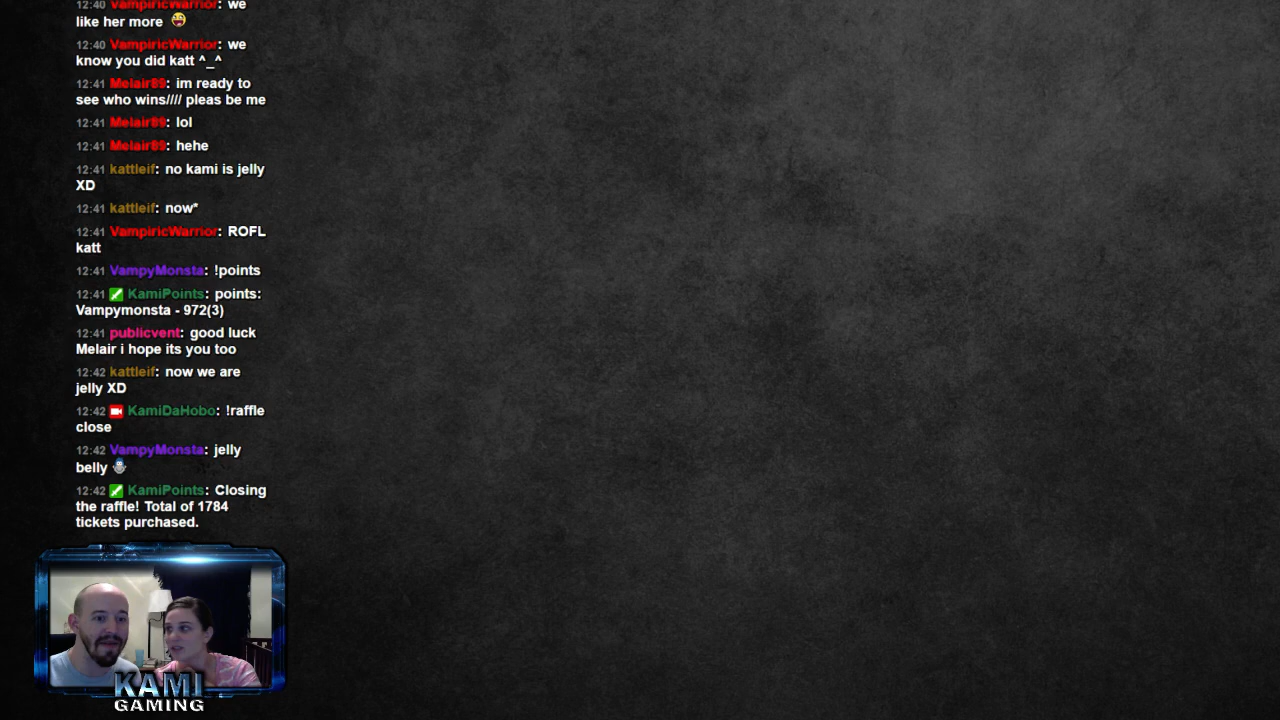 12:40 VampiricWarrior: we
like her more
12:40 VampiricWarrior: we
know you did katt ^_^
12:41 Melair89: im ready to
see who wins//// pleas be me
12:41 Melair89: lol
12:41 Melair89: hehe
12:41 kattleif: no kami is jelly
XD
12:41 kattleif: now*
12:41 VampiricWarrior: ROFL
katt
12:41 VampyMonsta: !points
12:41 KamiPoints: points:
Vampymonsta - 972(3)
12:41 publicvent: good luck
Melair i hope its you too
12:42 kattleif: now we are
jelly XD
12:42 KamiDaHobo: !raffle
close
12:42 VampyMonsta: jelly
belly
12:42 KamiPoints: Closing
the raffle! Total of 1784
tickets purchased.
KAMI
GAMING